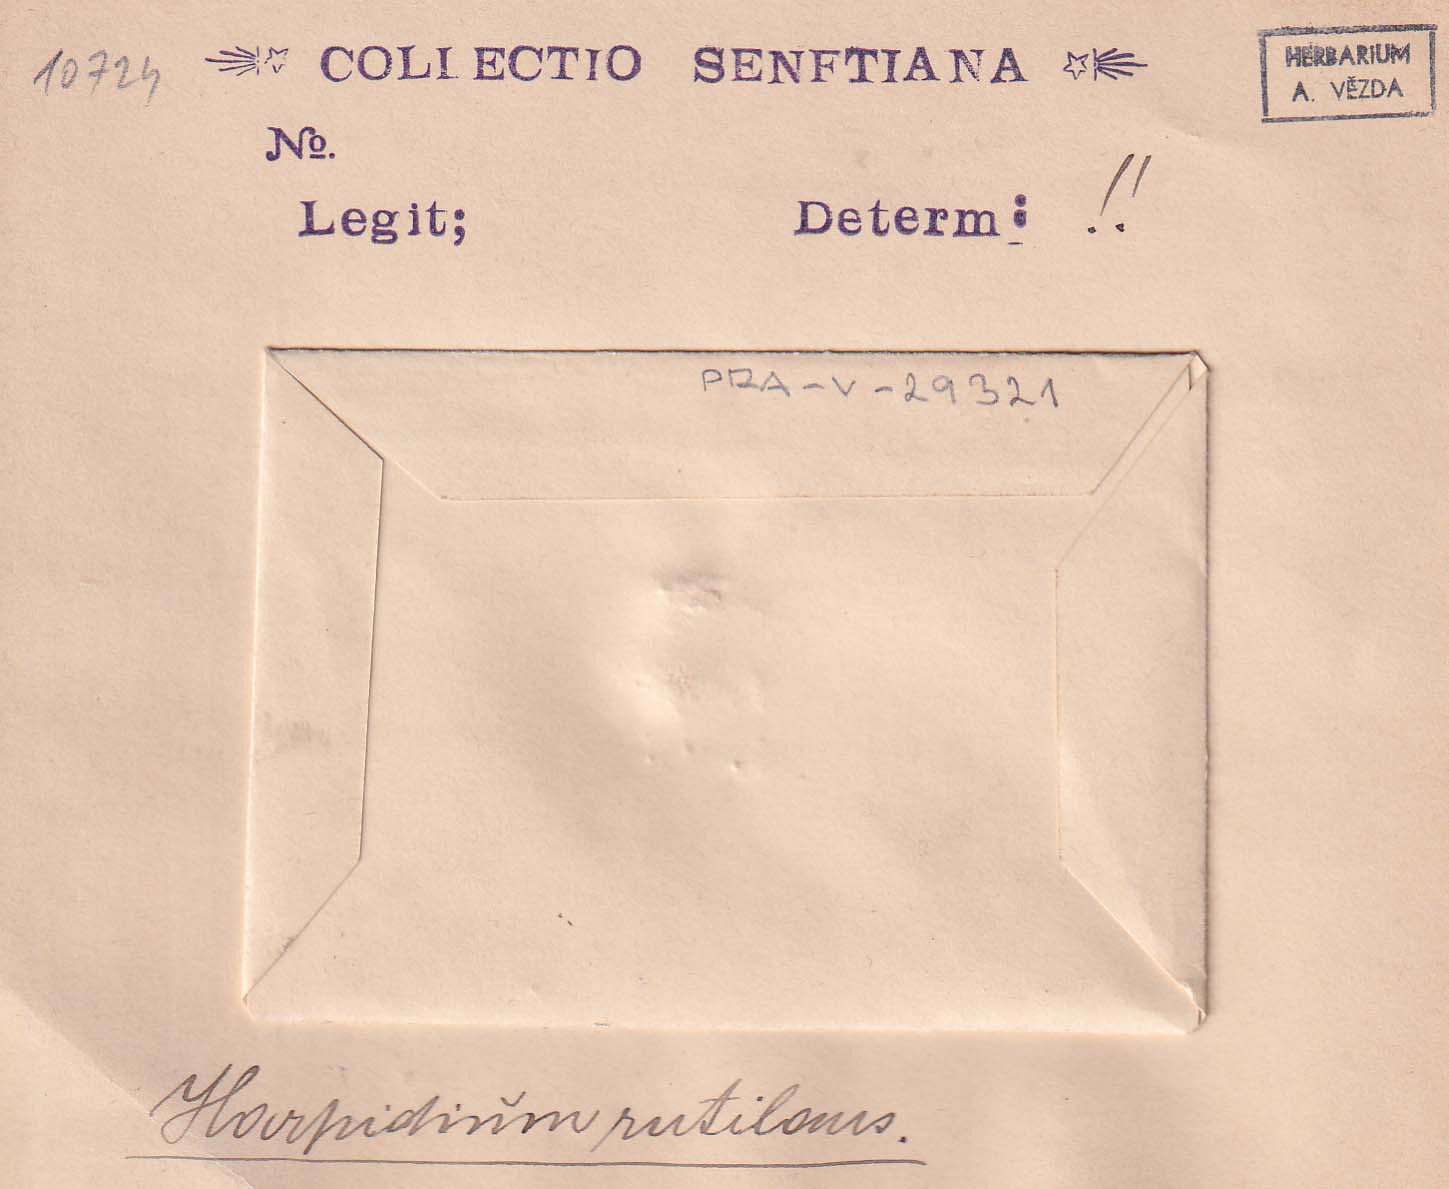 10724
COLLECTIO SENFTIANA
HERBARIUM
A. VĚZDA
No.
Legit;
Determ: !!
PRA-V-29321
Harpidium rutilans.